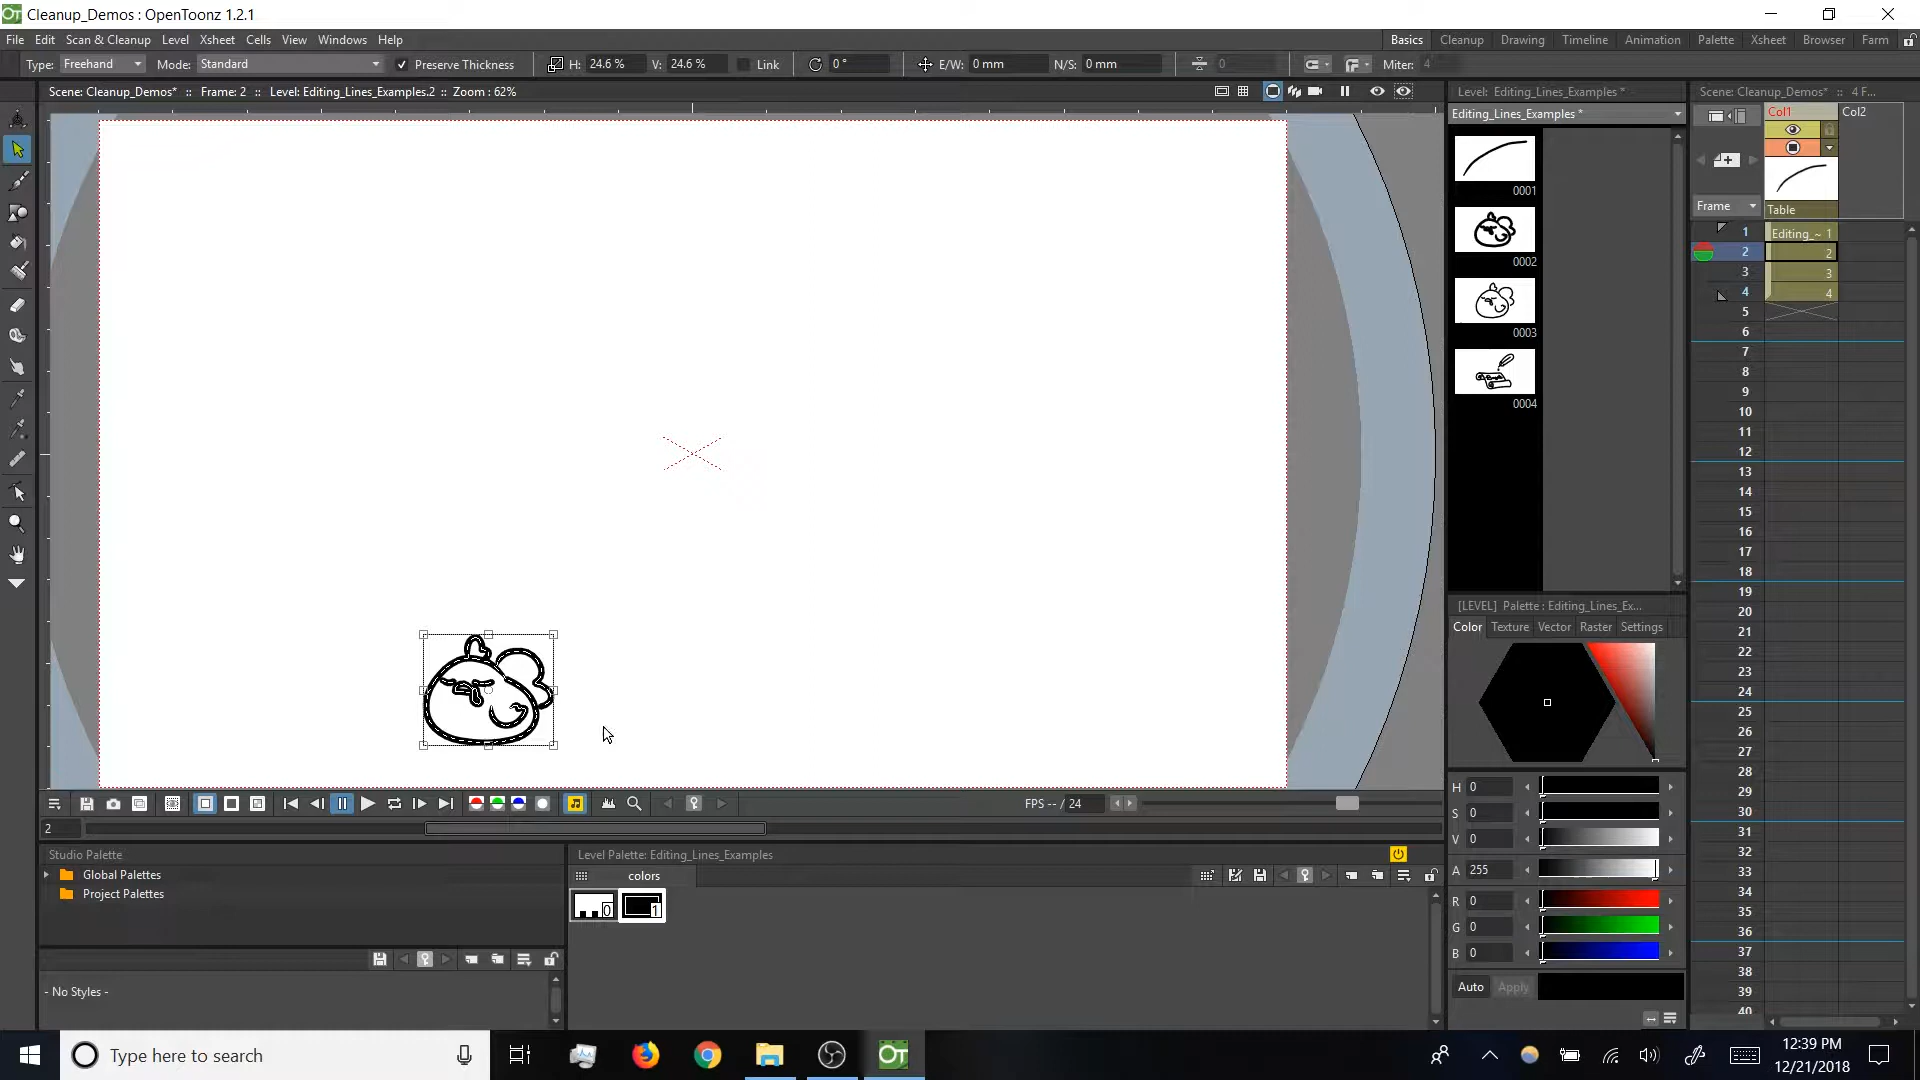 Cleanup_Demos : OpenToonz 1.2.1
File Edit Scan & Cleanup Level Xsheet Cells View Windows Help
Basics Cleanup Drawing Timeline Animation Palette Xsheet Browser Farm
Type: Freehand Mode: Standard Preserve Thickness H: 24.6 % V: 24.6 % Link 0 ° E/W: 0 mm N/S: 0 mm 0 Miter: 4
Scene: Cleanup_Demos* :: Frame: 2 :: Level: Editing_Lines_Examples.2 :: Zoom : 62%
Level: Editing_Lines_Examples *
Editing_Lines_Examples *
0001
0002
0003
0004
Scene: Cleanup_Demos* :: 4 F...
Col1 Col2
Frame Table
1 Editing_~ 1
2 2
3 3
4 4
5
6
7
8
9
10
11
12
13
14
15
16
17
18
19
20
21
22
23
24
25
26
27
28
29
30
31
32
33
34
35
36
37
38
39
40
[LEVEL] Palette : Editing_Lines_Ex...
Color Texture Vector Raster Settings
H 0
S 0
V 0
A 255
R 0
G 0
B 0
Auto Apply
FPS -- / 24
2
Studio Palette
Global Palettes
Project Palettes
- No Styles -
Level Palette: Editing_Lines_Examples
colors
0 1
Type here to search
OT
12:39 PM
12/21/2018